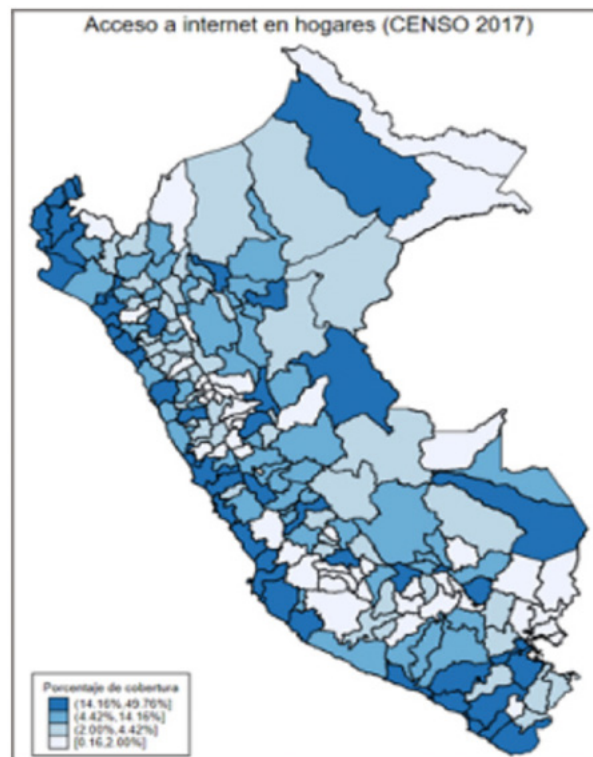 Acceso a internet en hogares (CENSO 2017)
Porcentaje de cobertura
(14.16%,49.76%]
(4.42%,14.16%]
(2.00%,4.42%]
[0.16,2.00%]